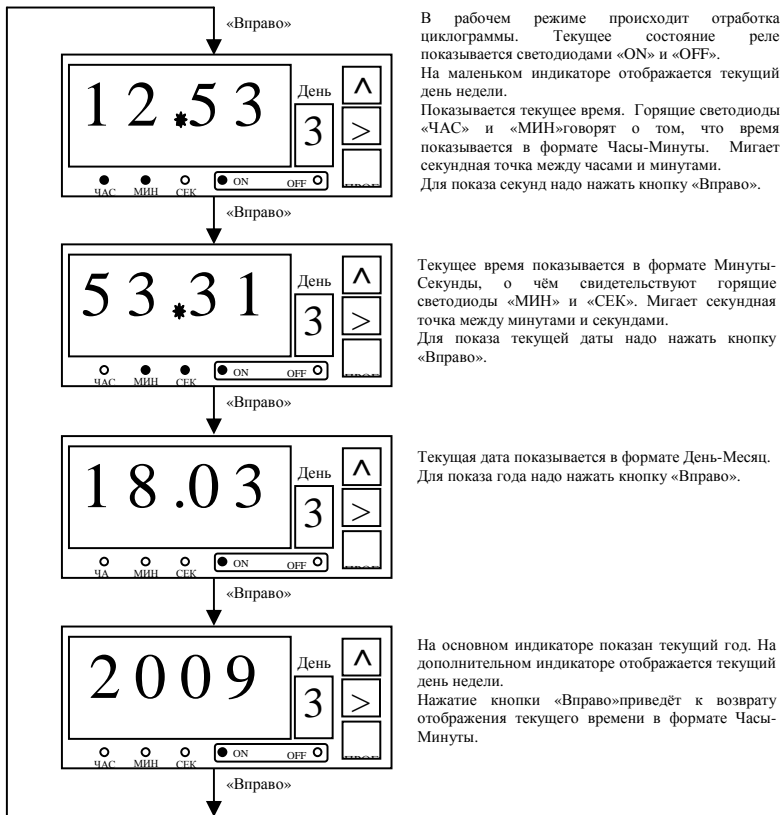 «Вправо»
В рабочем режиме происходит отработка
циклограммы. Текущее состояние реле
показывается светодиодами «ON» и «OFF».
На маленьком индикаторе отображается текущий
день недели.
Показывается текущее время. Горящие светодиоды
«ЧАС» и «МИН»говорят о том, что время
показывается в формате Часы-Минуты. Мигает
секундная точка между часами и минутами.
Для показа секунд надо нажать кнопку «Вправо».
12.53
День
3
>
ЧАС МИН СЕК ON OFF
«Вправо»
Текущее время показывается в формате Минуты-
Секунды, о чём свидетельствуют горящие
светодиоды «МИН» и «СЕК». Мигает секундная
точка между минутами и секундами.
Для показа текущей даты надо нажать кнопку
«Вправо».
53.31
День
3
>
ЧАС МИН СЕК ON OFF
«Вправо»
Текущая дата показывается в формате День-Месяц.
Для показа года надо нажать кнопку «Вправо».
18.03
День
3
>
ЧА МИН СЕК ON OFF
«Вправо»
На основном индикаторе показан текущий год. На
дополнительном индикаторе отображается текущий
день недели.
Нажатие кнопки «Вправо»приведёт к возврату
отображения текущего времени в формате Часы-
Минуты.
2009
День
3
>
ЧАС МИН СЕК ON OFF
«Вправо»